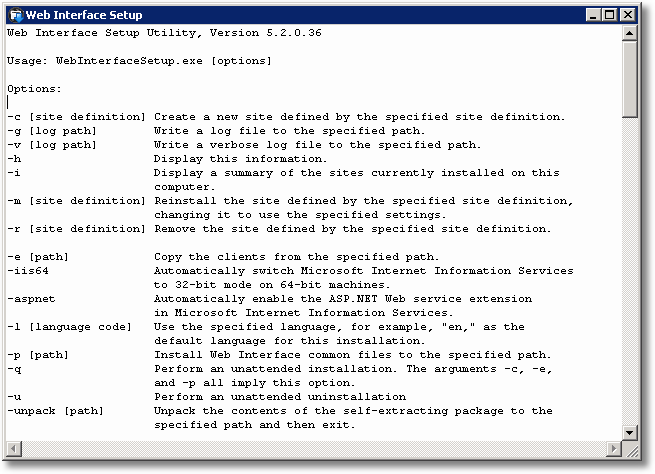 Web Interface Setup
Web Interface Setup Utility, Version 5.2.0.36
Usage: WebInterfaceSetup.exe [options]
Options:
-c [site definition] Create a new site defined by the specified site definition.
-g [log path] Write a log file to the specified path.
-v [log path] Write a verbose log file to the specified path.
-h Display this information.
-i Display a summary of the sites currently installed on this
computer.
-m [site definition] Reinstall the site defined by the specified site definition,
changing it to use the specified settings.
-r [site definition] Remove the site defined by the specified site definition.
-e [path] Copy the clients from the specified path.
-iis64 Automatically switch Microsoft Internet Information Services
to 32-bit mode on 64-bit machines.
-aspnet Automatically enable the ASP.NET Web service extension
in Microsoft Internet Information Services.
-l [language code] Use the specified language, for example, "en," as the
default language for this installation.
-p [path] Install Web Interface common files to the specified path.
-q Perform an unattended installation. The arguments -c, -e,
and -p all imply this option.
-u Perform an unattended uninstallation
-unpack [path] Unpack the contents of the self-extracting package to the
specified path and then exit.